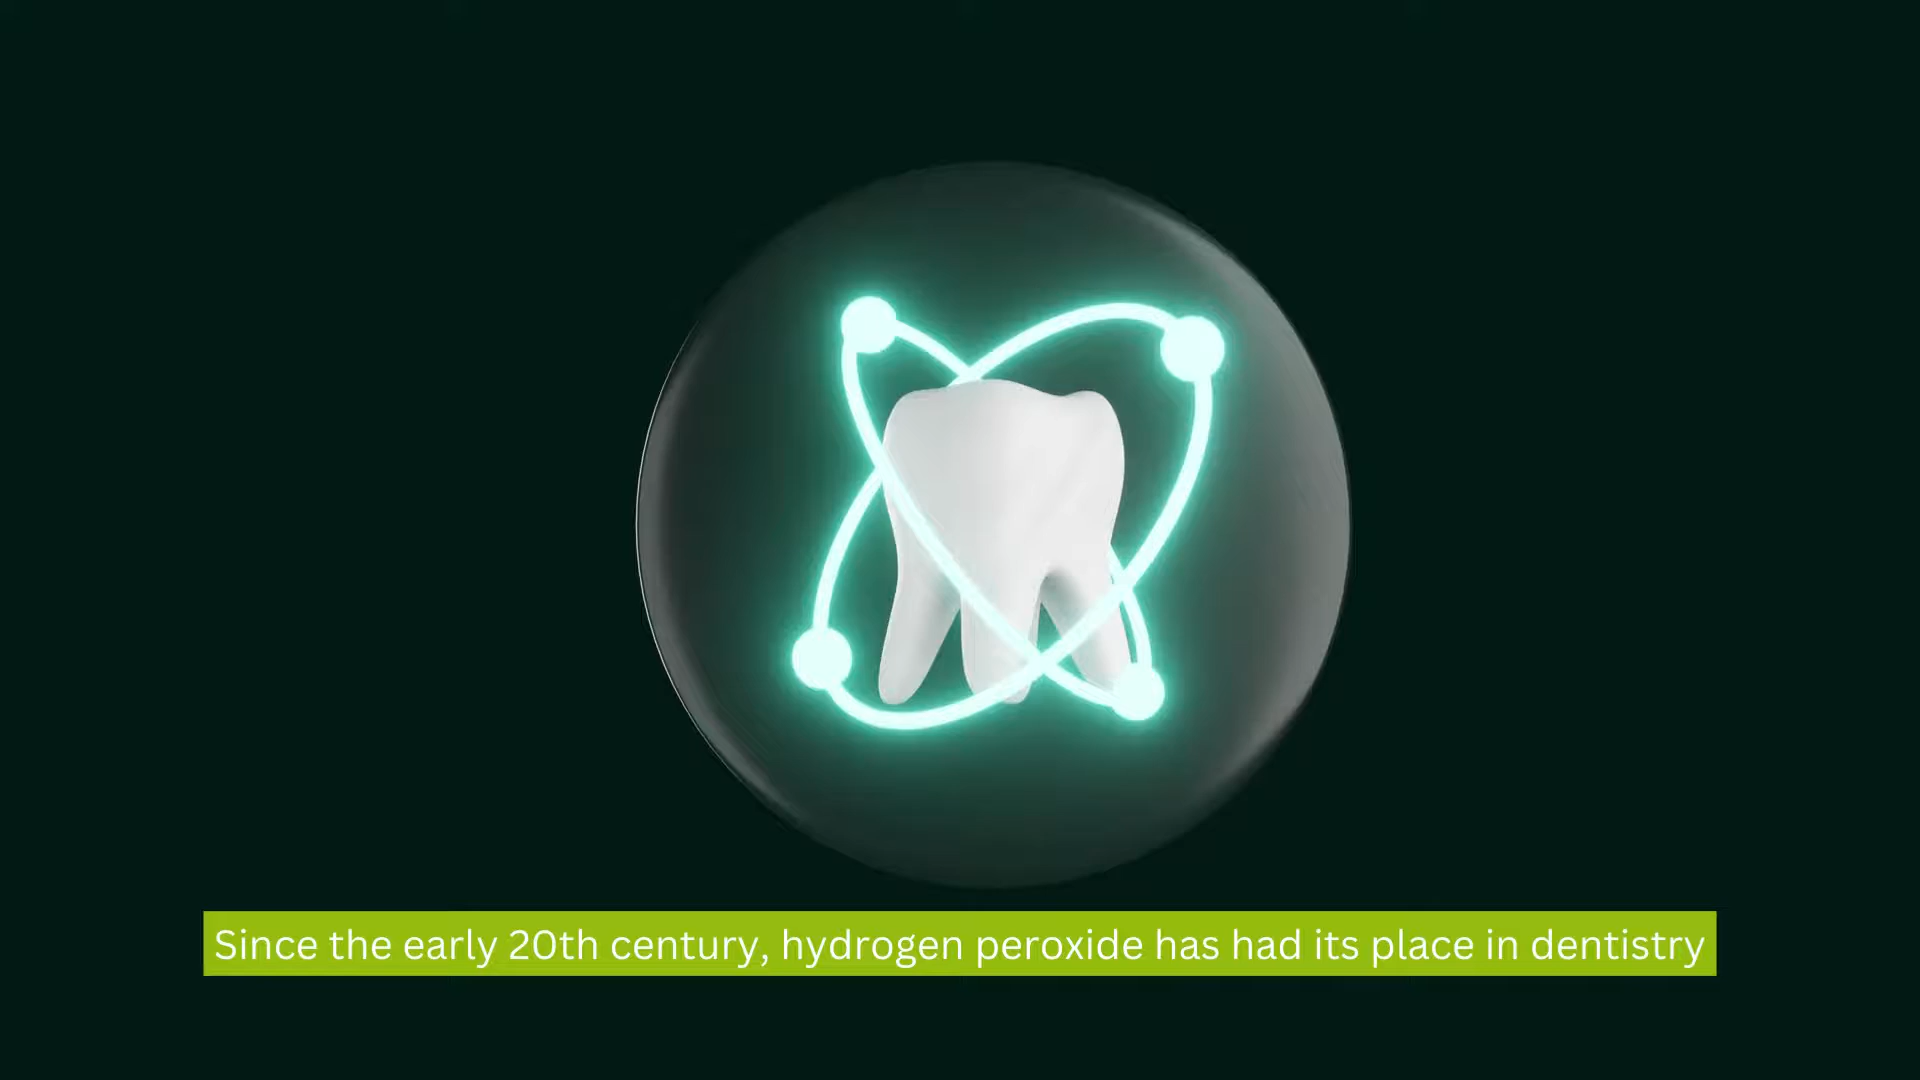 Since the early 20th century, hydrogen peroxide has had its place in dentistry